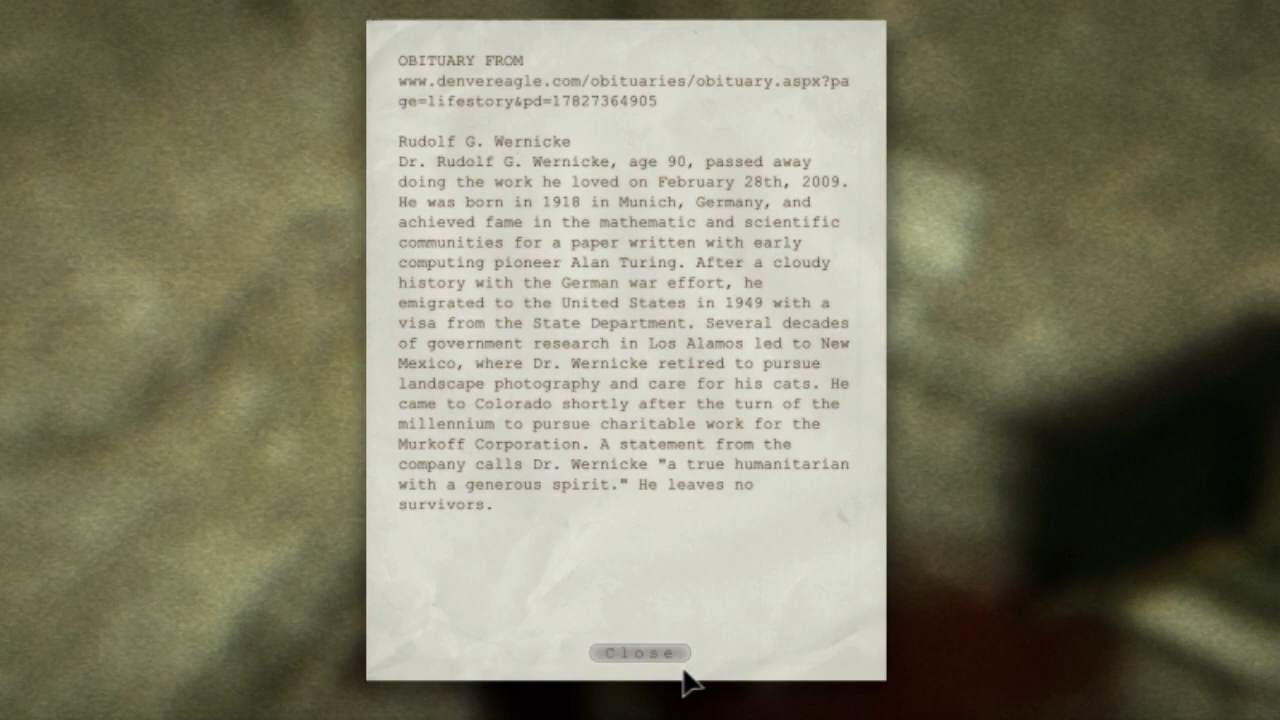 OBITUARY FROM
www.denvereagle.com/obituaries/obituary.aspx?pa
ge=lifestory&pd=17827364905
Rudolf G. Wernicke
Dr. Rudolf G. Wernicke, age 90, passed away
doing the work he loved on February 28th, 2009.
He was born in 1918 in Munich, Germany, and
achieved fame in the mathematic and scientific
communities for a paper written with early
computing pioneer Alan Turing. After a cloudy
history with the German war effort, he
emigrated to the United States in 1949 with a
visa from the State Department. Several decades
of government research in Los Alamos led to New
Mexico, where Dr. Wernicke retired to pursue
landscape photography and care for his cats. He
came to Colorado shortly after the turn of the
millennium to pursue charitable work for the
Murkoff Corporation. A statement from the
company calls Dr. Wernicke "a true humanitarian
with a generous spirit." He leaves no
survivors.
Close